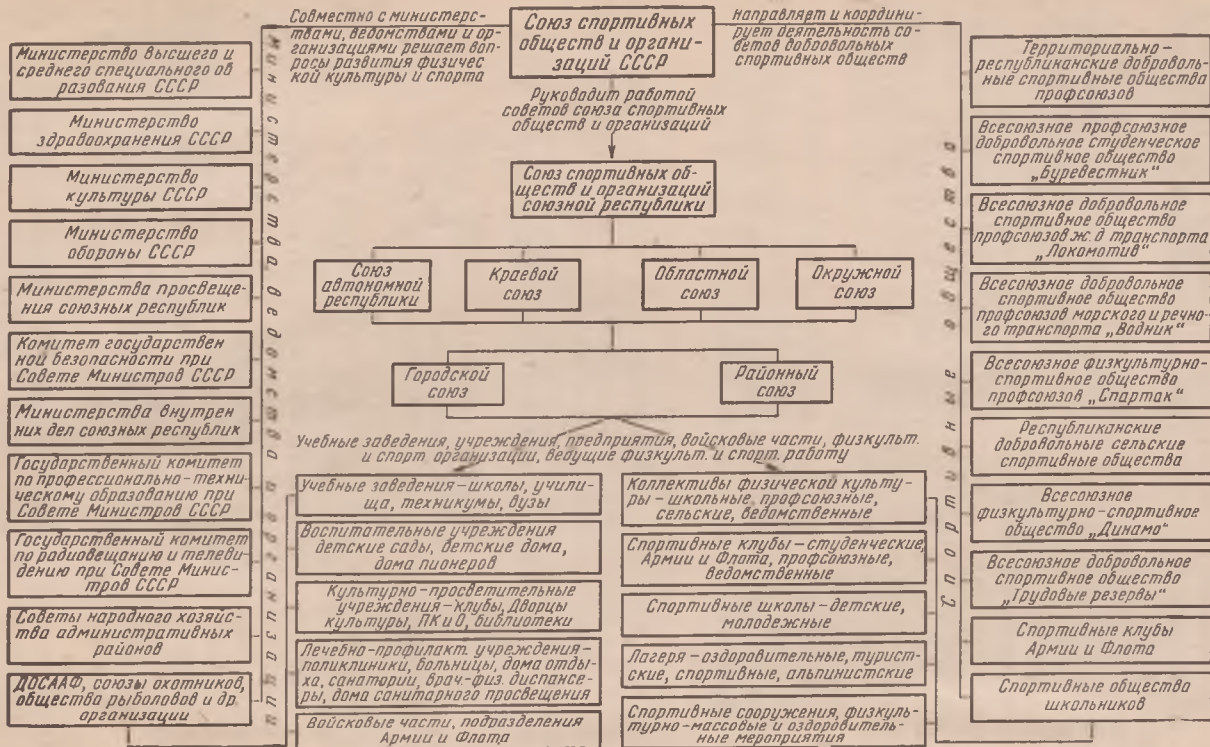 Совместно с министерс-
твами, ведомствами и ор-
ганизациями решает воп-
росы развития физичес
кой культуры и спорта
Союз спортивных
обществ и органи-
заций СССР
Направляет и координи-
рует деятельность со-
ветов добровольных
спортивных обществ
Руководит работой
советов союза спортивных
обществ и организаций
Союз спортивных об-
ществ и организаций
союзной республики
Союз
автономной
республики
Краевой
союз
Областной
союз
Окружной
союз
Городской
союз
Районный
союз
Учебные заведения, учреждения, предприятия, войсковые части, физкульт.
и спорт. организации, ведущие физкульт. и спорт. работу
Министерство высшего и
среднего специального об
разования СССР
Министерство
здравоохранения СССР
Министерство
культуры СССР
Министерство
обороны СССР
Министерства просвеще-
ния союзных республик
Комитет государствен
ной безопасности при
Совете Министров СССР
Министерства внутрен
них дел союзных республик
Государственный комитет
по профессионально-техни-
ческому образованию при
Совете Министров СССР
Государственный комитет
по радиовещанию и телеви-
дению при Совете Минис-
тров СССР
Советы народного хозяйс-
тва административных
районов
ДОСААФ, союзы охотников,
общества рыболовов и др
организации
Министерства, ведомства и организации
Учебные заведения-школы, учили-
ща, техникумы, вузы
Воспитательные учреждения
детские сады, детские дома,
дома пионеров
Культурно-просветительные
учреждения-клубы, Дворцы
культуры, ПКиО, библиотеки
Лечебно-профилакт. учреждения-
поликлиники, больницы, дома отды-
ха, санатории, врач.-физ. диспансе-
ры, дома санитарного просвещения
Войсковые части, подразделения
Армии и Флота
Коллективы физической культу-
ры-школьные, профсоюзные,
сельские, ведомственные
Спортивные клубы-студенческие,
Армии и Флота, профсоюзные,
ведомственные
Спортивные школы-детские,
молодежные
Лагеря-оздоровительные, турист-
ские, спортивные, альпинистские
Спортивные сооружения, физкуль-
турно-массовые и оздоровитель-
ные мероприятия
Спортивные общества
Территориально-
республиканские доброволь-
ные спортивные общества
профсоюзов
Всесоюзное профсоюзное
добровольное студенческое
спортивное общество
„Буревестник“
Всесоюзное добровольное
спортивное общество
профсоюзов ж.д транспорта
„Локомотив“
Всесоюзное добровольное
спортивное общество
профсоюзов морского и речно-
го транспорта „Водник“
Всесоюзное физкультурно-
спортивное общество
профсоюзов „Спартак“
Республиканские
добровольные сельские
спортивные общества
Всесоюзное
физкультурно-спортивное
общество „Динамо“
Всесоюзное добровольное
спортивное общество
„Трудовые резервы“
Спортивные клубы
Армии и Флота
Спортивные общества
школьников